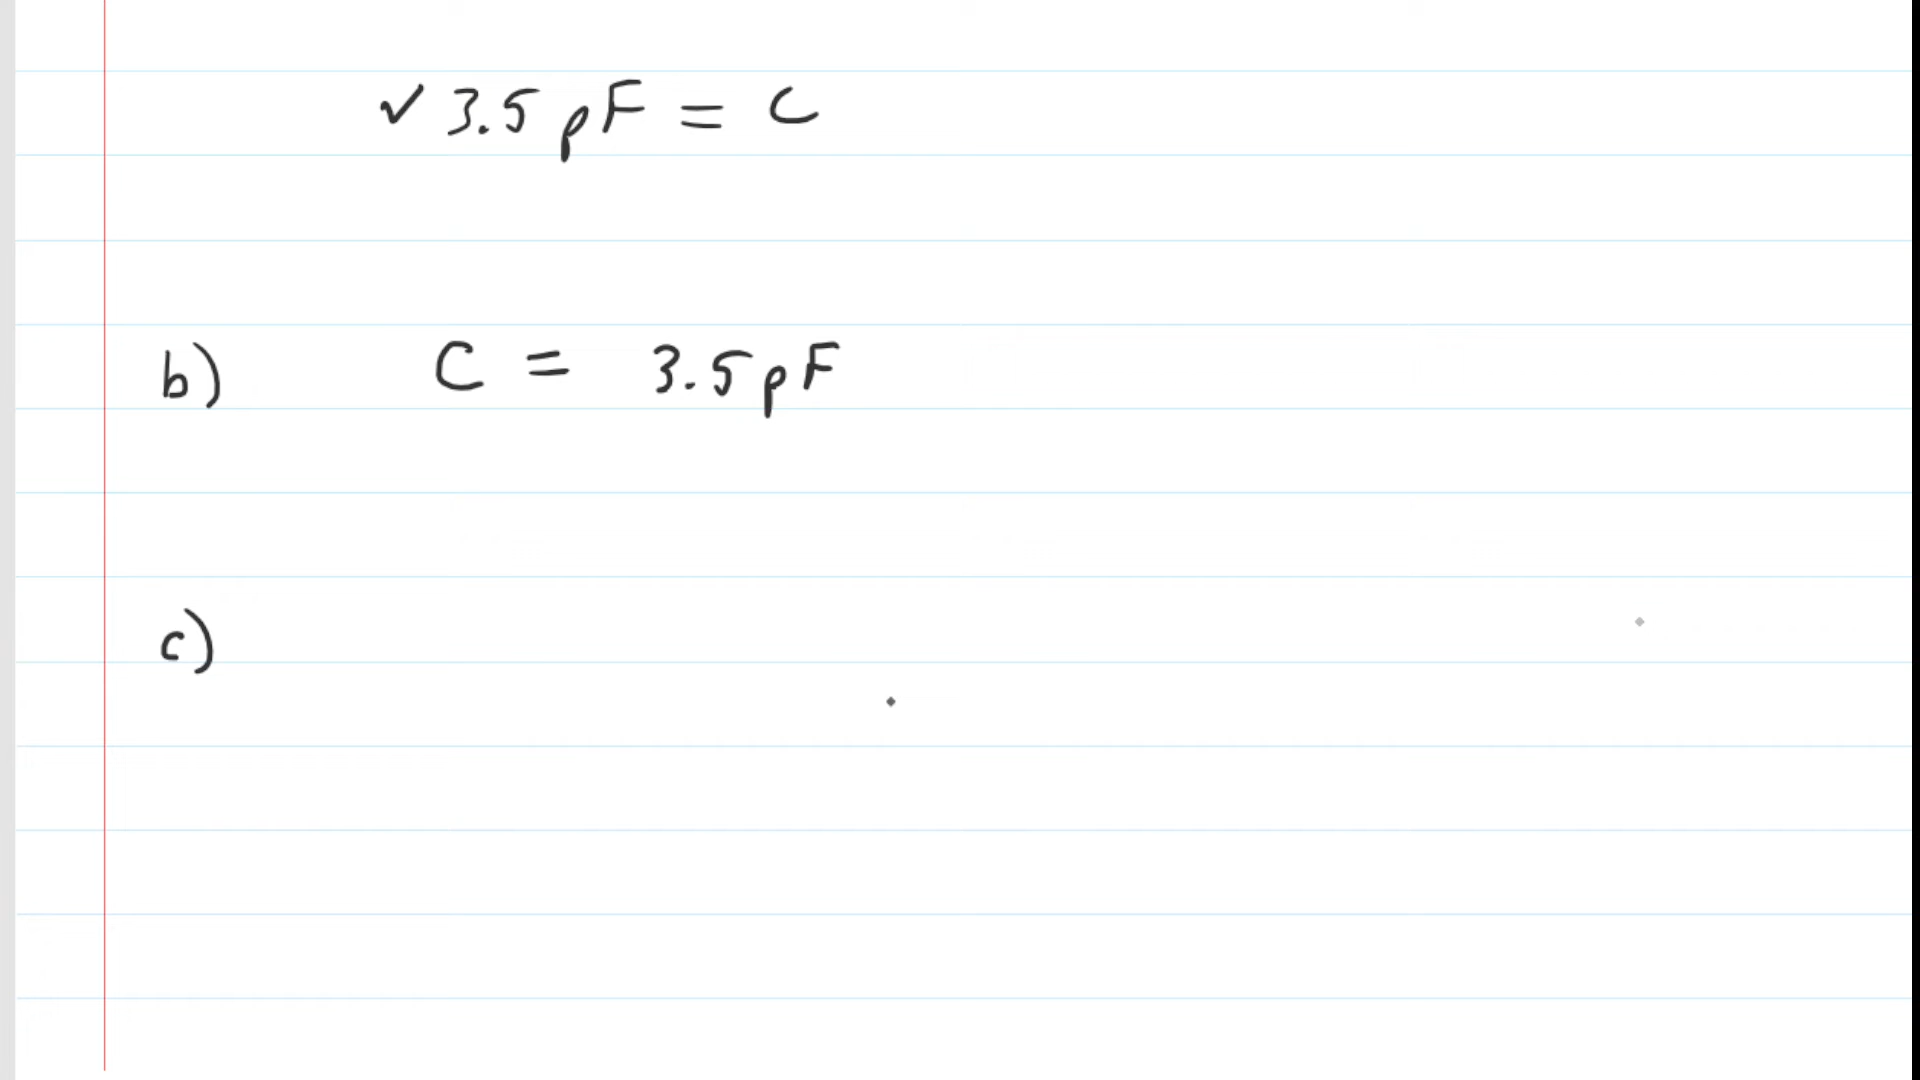 ✓ 3.5 pF = C
b) C = 3.5 pF
c)